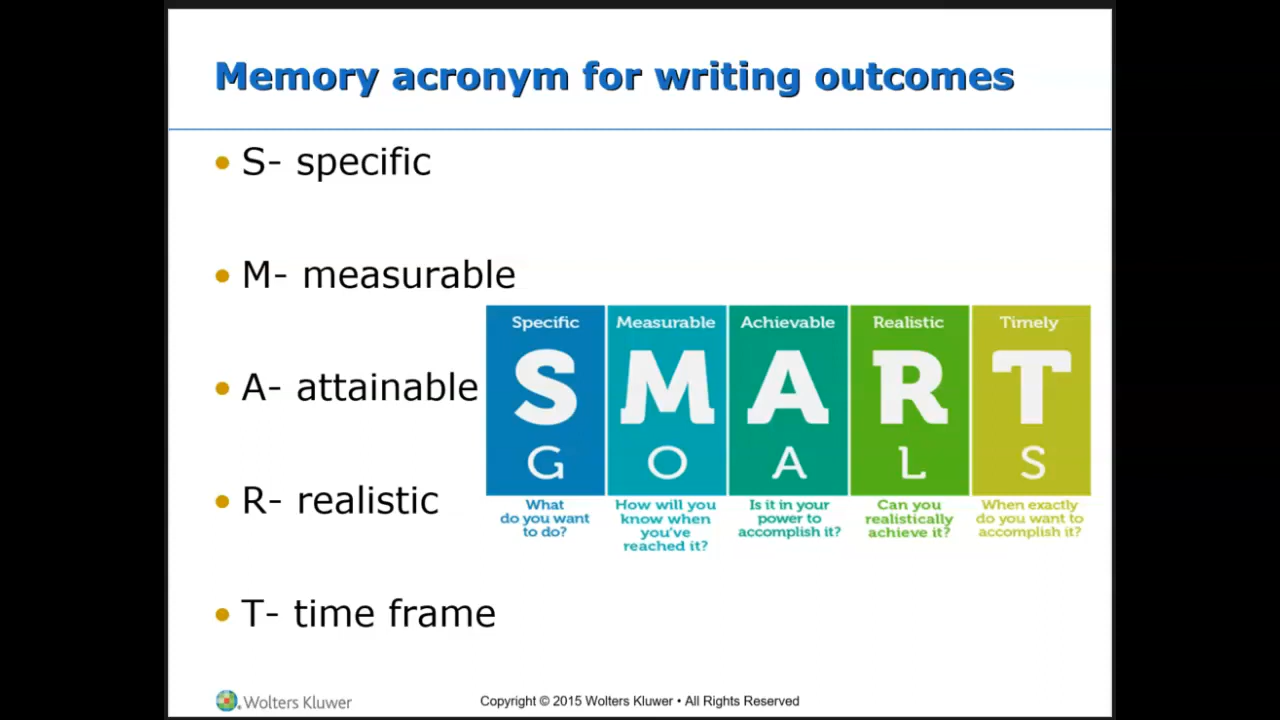 Memory acronym for writing outcomes
• S- specific
• M- measurable
• A- attainable
• R- realistic
• T- time frame
Specific Measurable Achievable Realistic Timely
S M A R T
G O A L S
What
do you want
to do?
How will you
know when
you've
reached it?
Is it in your
power to
accomplish it?
Can you
realistically
achieve it?
When exactly
do you want to
accomplish it?
Wolters Kluwer
Copyright © 2015 Wolters Kluwer • All Rights Reserved